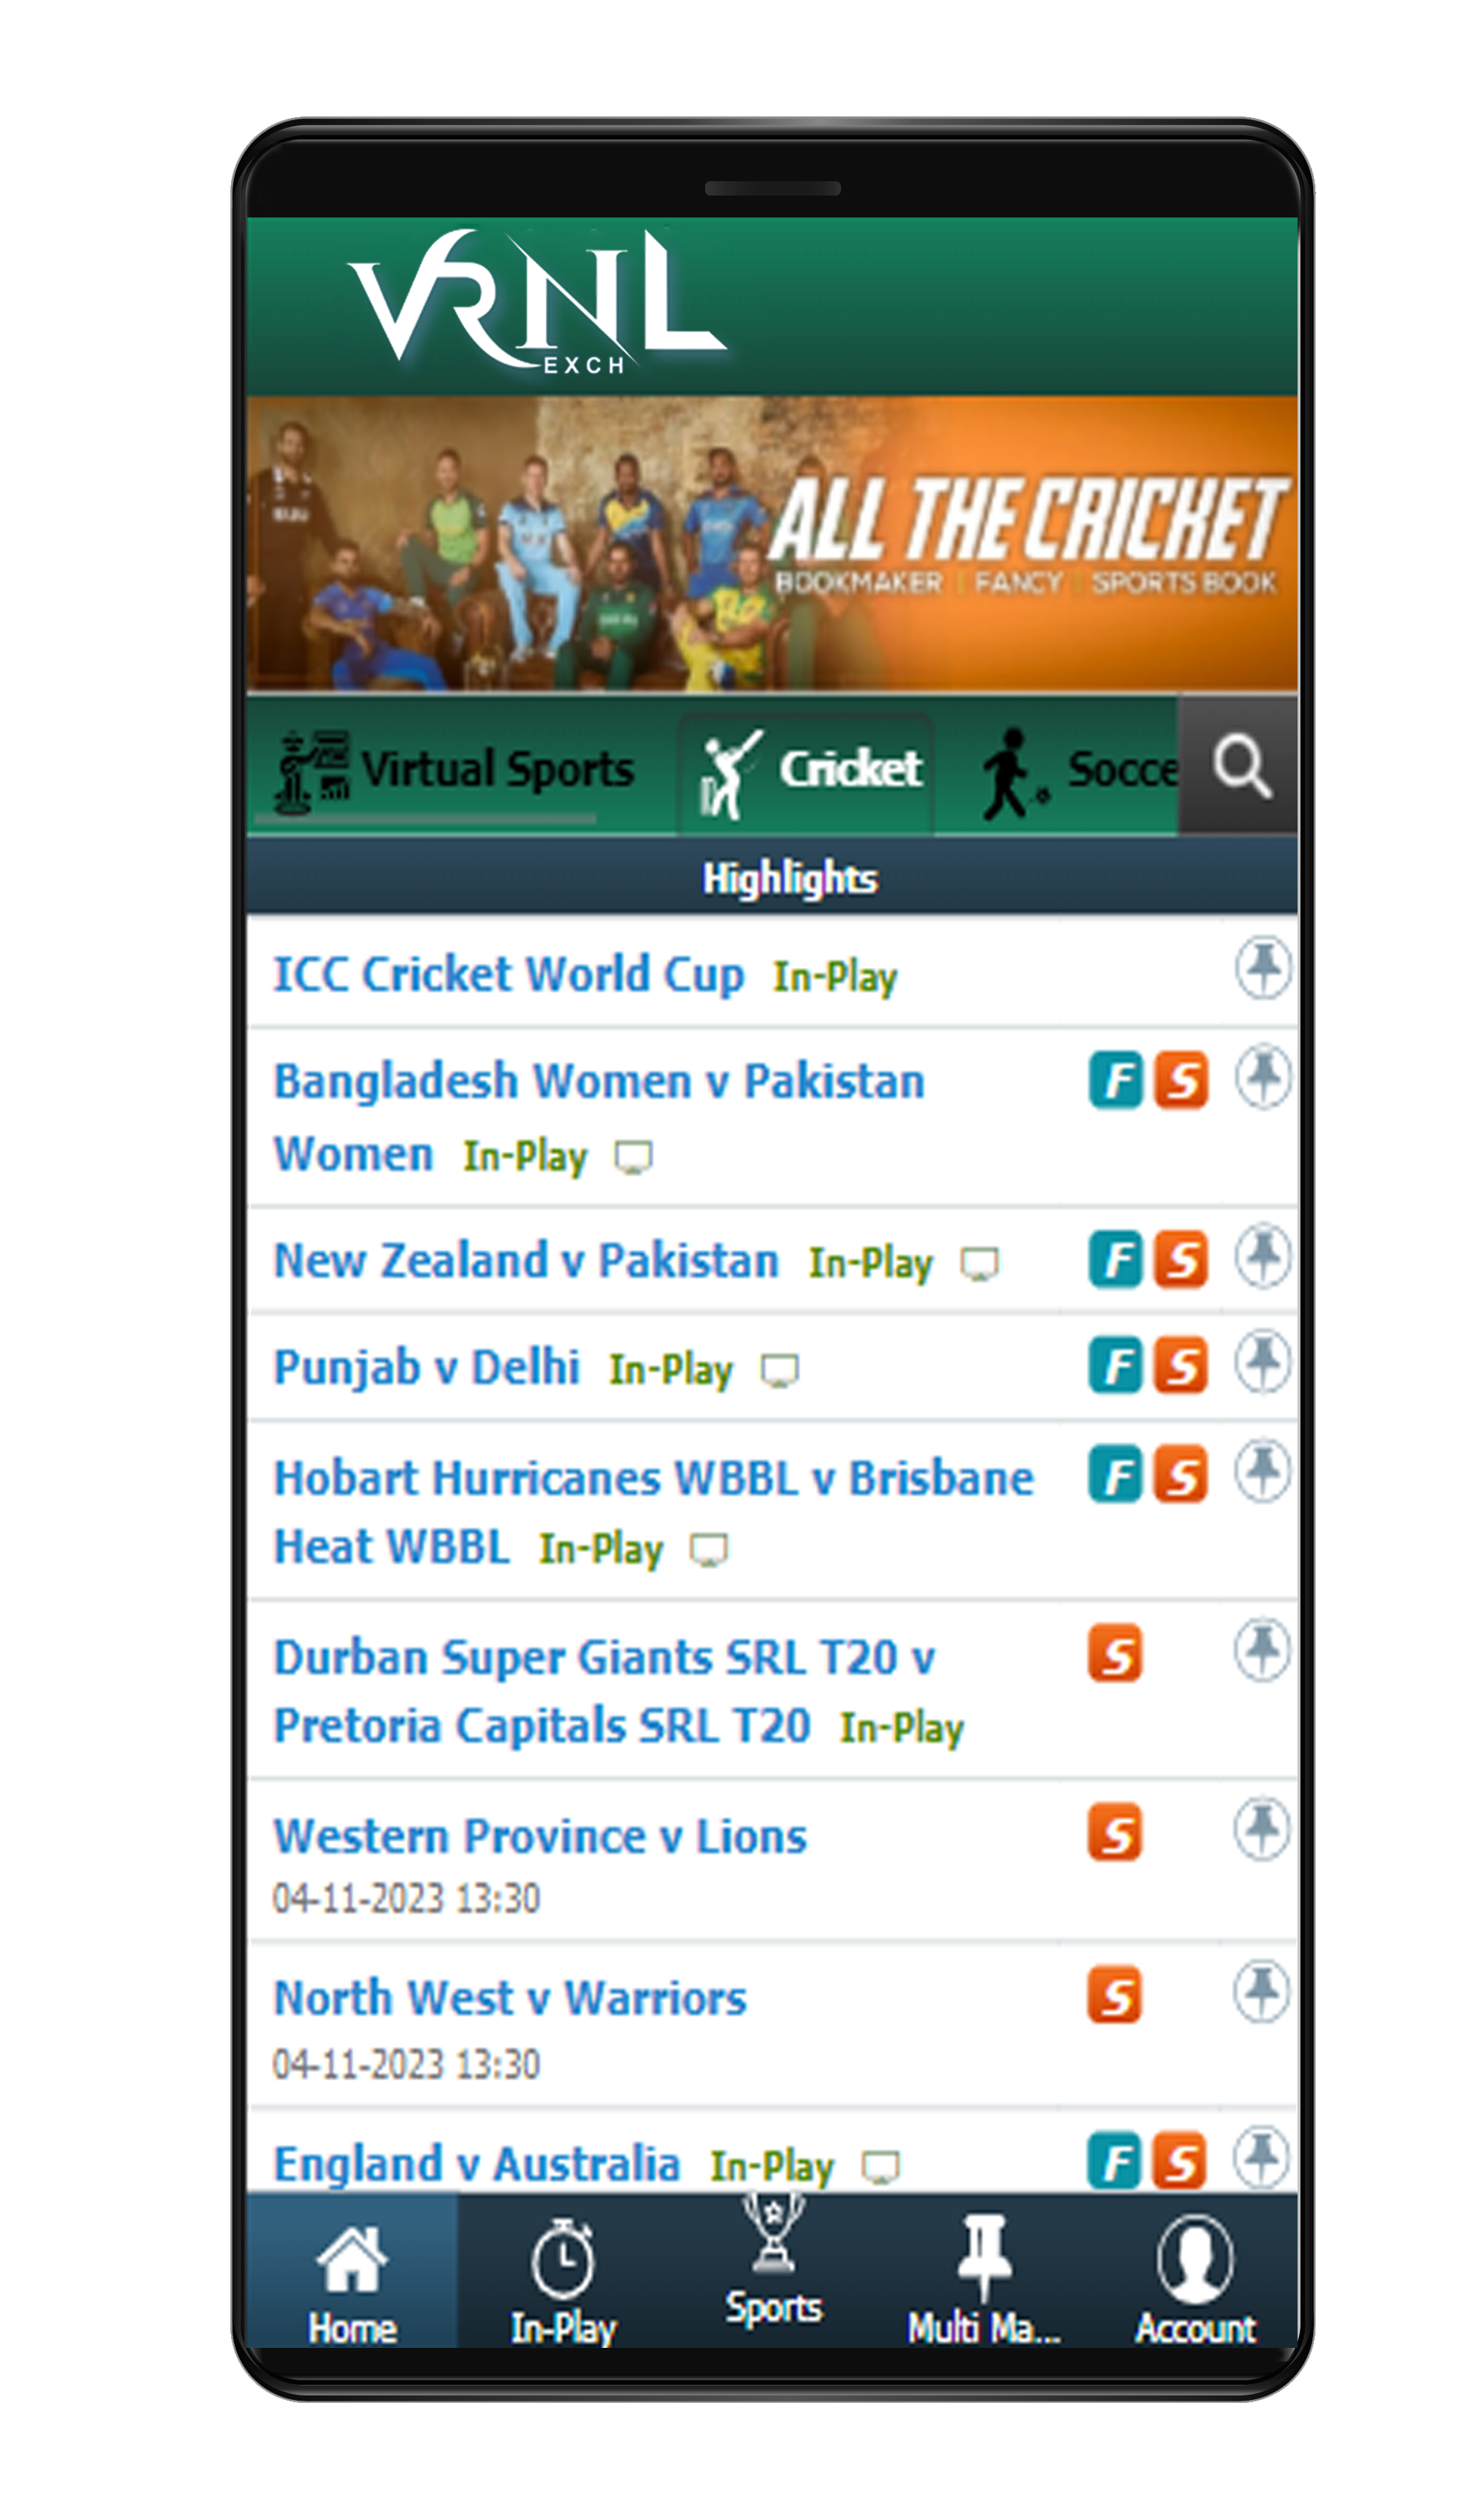 VRNL
EXCH
ALL THE CRICKET
BOOKMAKER | FANCY | SPORTS BOOK
Virtual Sports
Cricket
Socce
Highlights
ICC Cricket World Cup In-Play
Bangladesh Women v Pakistan F S
Women In-Play
New Zealand v Pakistan In-Play F S
Punjab v Delhi In-Play F S
Hobart Hurricanes WBBL v Brisbane F S
Heat WBBL In-Play
Durban Super Giants SRL T20 v S
Pretoria Capitals SRL T20 In-Play
Western Province v Lions S
04-11-2023 13:30
North West v Warriors S
04-11-2023 13:30
England v Australia In-Play F S
Home In-Play Sports Multi Ma... Account